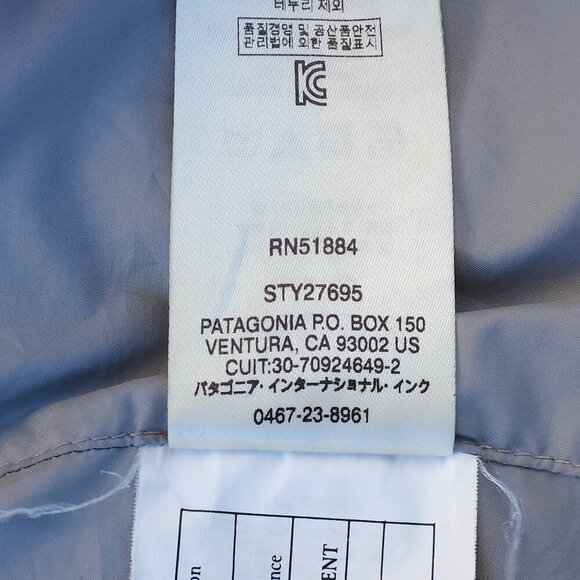 테두리 제외
품질경영 및 공산품안전
관리법에 의한 품질표시
RN51884
STY27695
PATAGONIA P.O. BOX 150
VENTURA, CA 93002 US
CUIT:30-70924649-2
パタゴニア・インターナショナル・インク
0467-23-8961